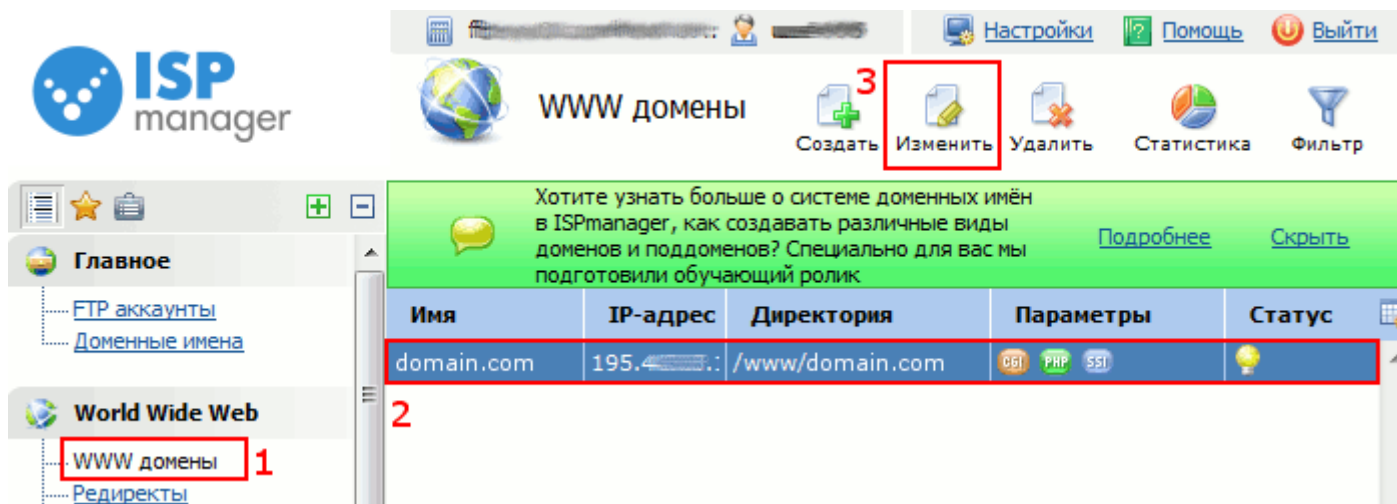 ISP
manager
Настройки
Помощь
Выйти
WWW домены
3
Создать
Изменить
Удалить
Статистика
Фильтр
Хотите узнать больше о системе доменных имён
в ISPmanager, как создавать различные виды
доменов и поддоменов? Специально для вас мы
подготовили обучающий ролик
Подробнее
Скрыть
Главное
FTP аккаунты
Доменные имена
Имя
IP-адрес
Директория
Параметры
Статус
domain.com
195.
/www/domain.com
CGI
PHP
SSI
2
World Wide Web
WWW домены
1
Редиректы